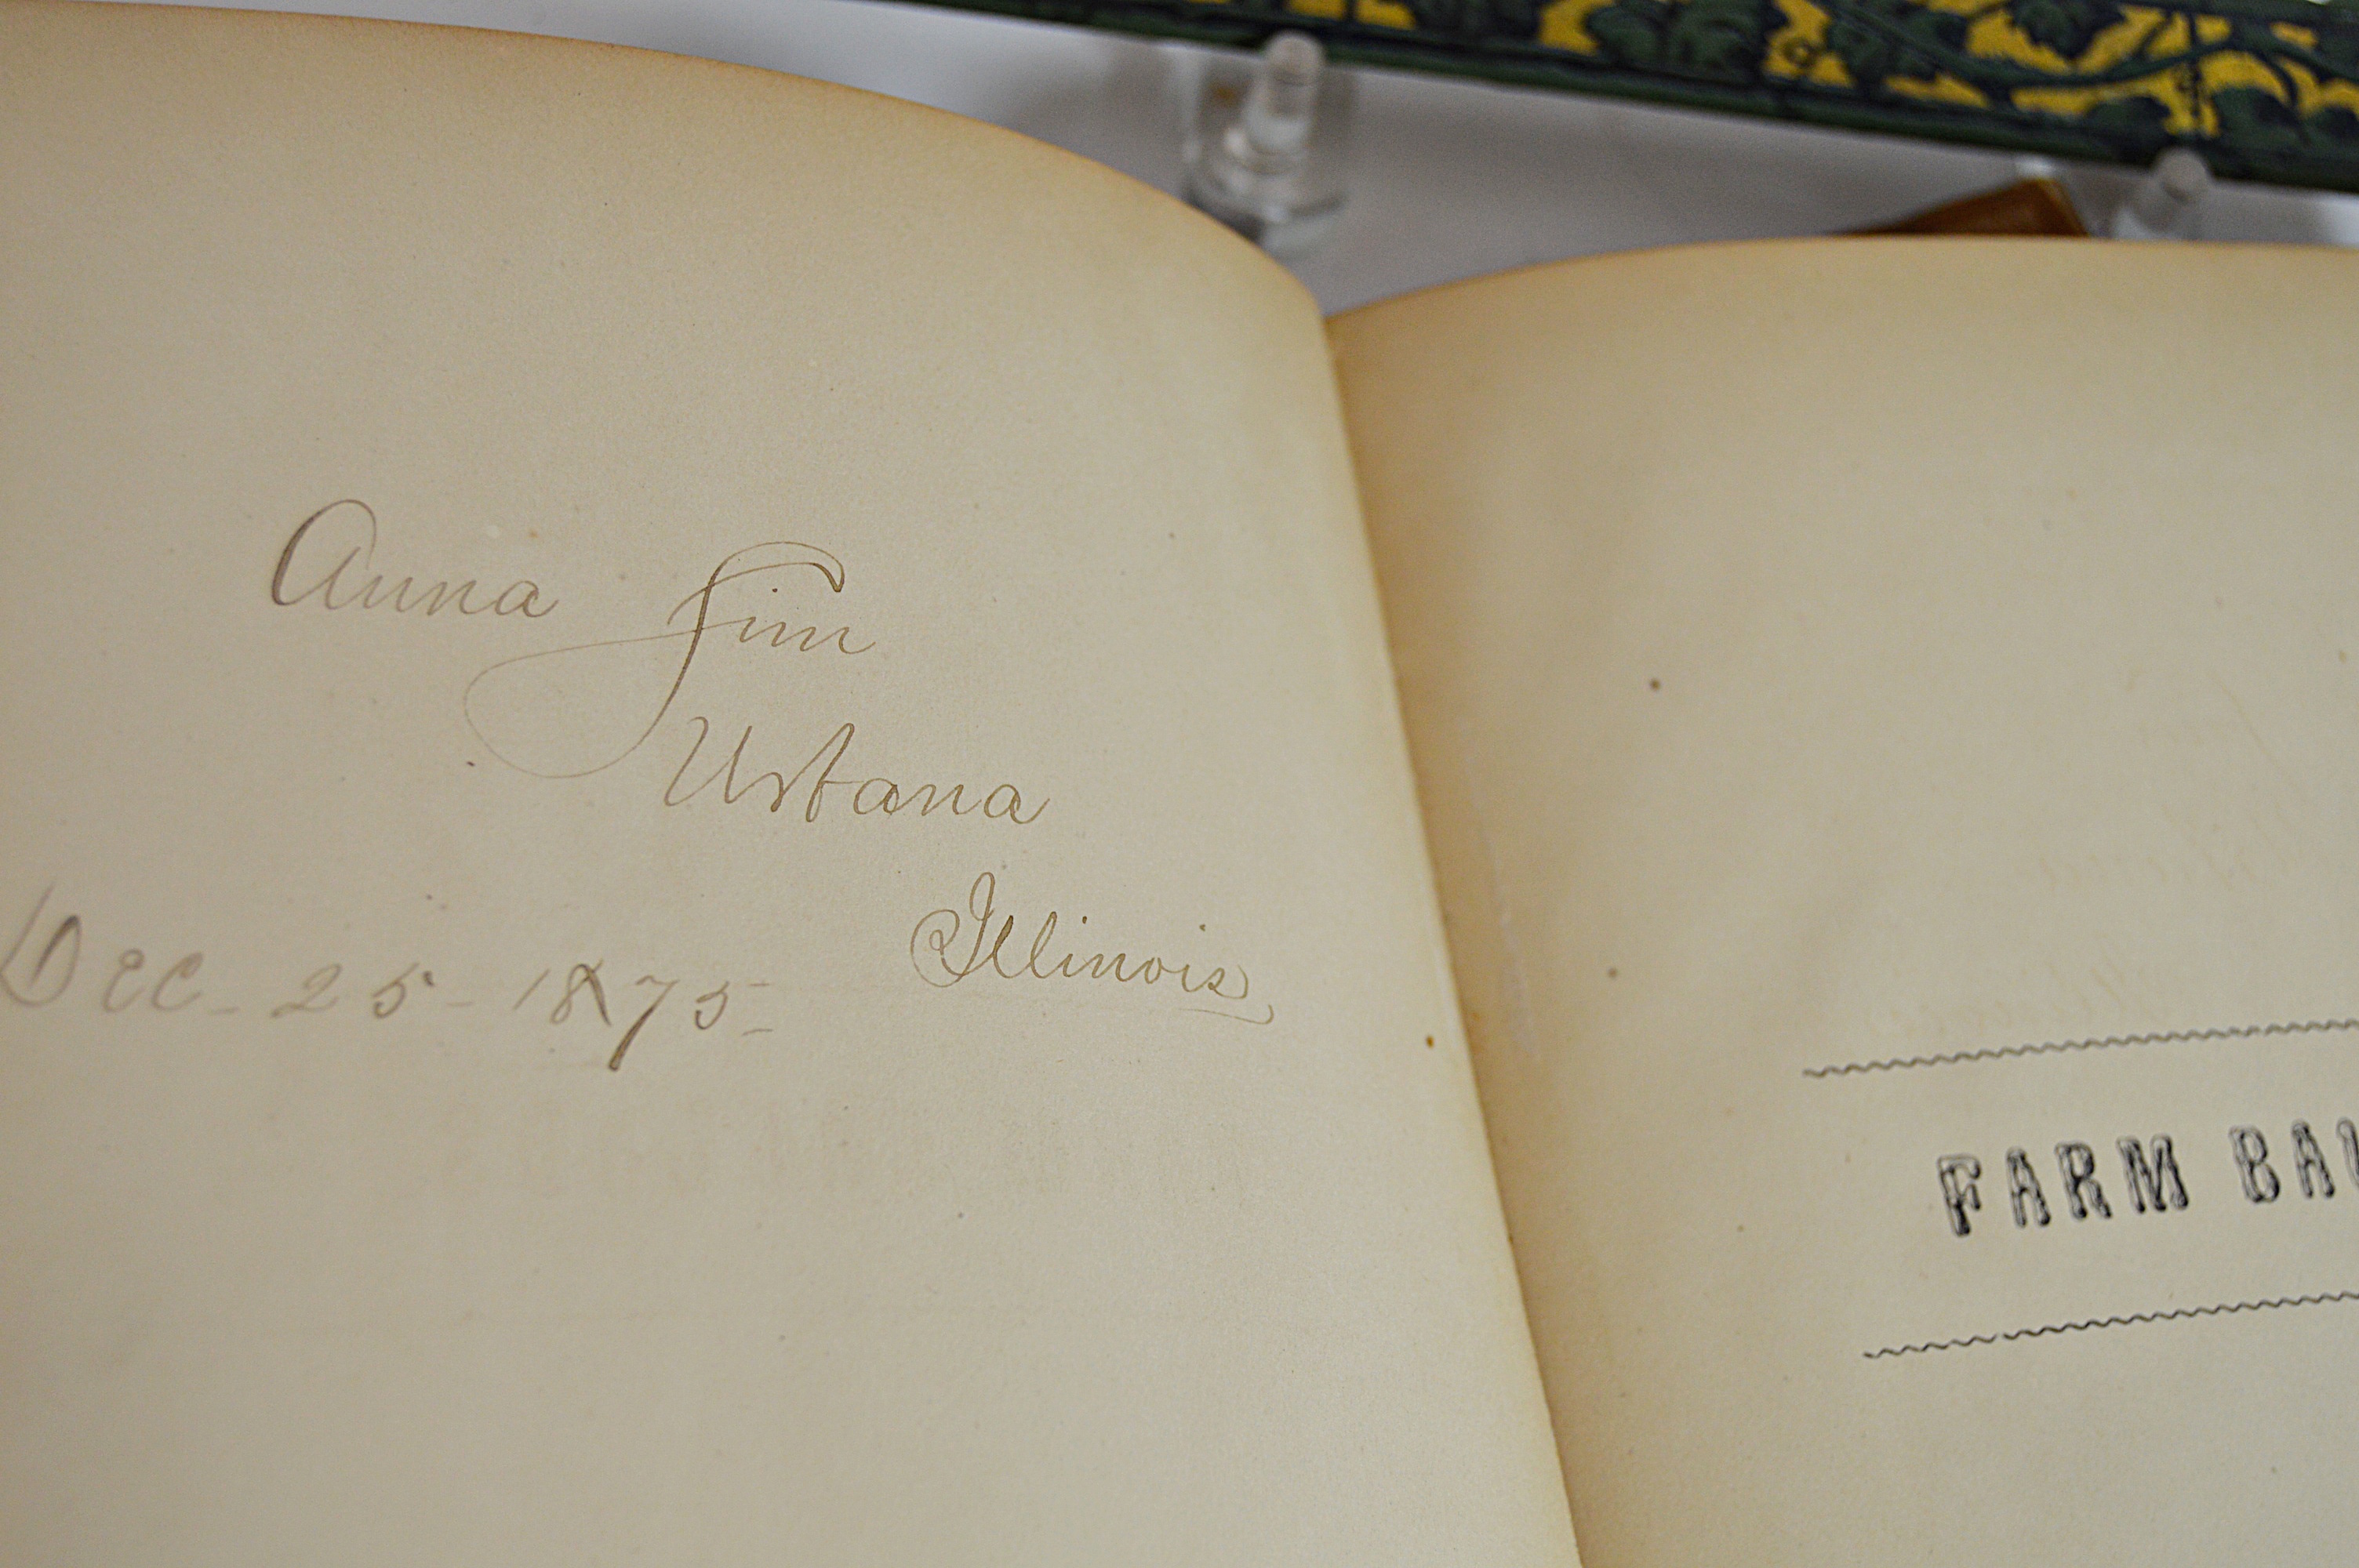 Anna Sim
Urbana
Illinois
Dec - 25 - 1875 -
FARM BA